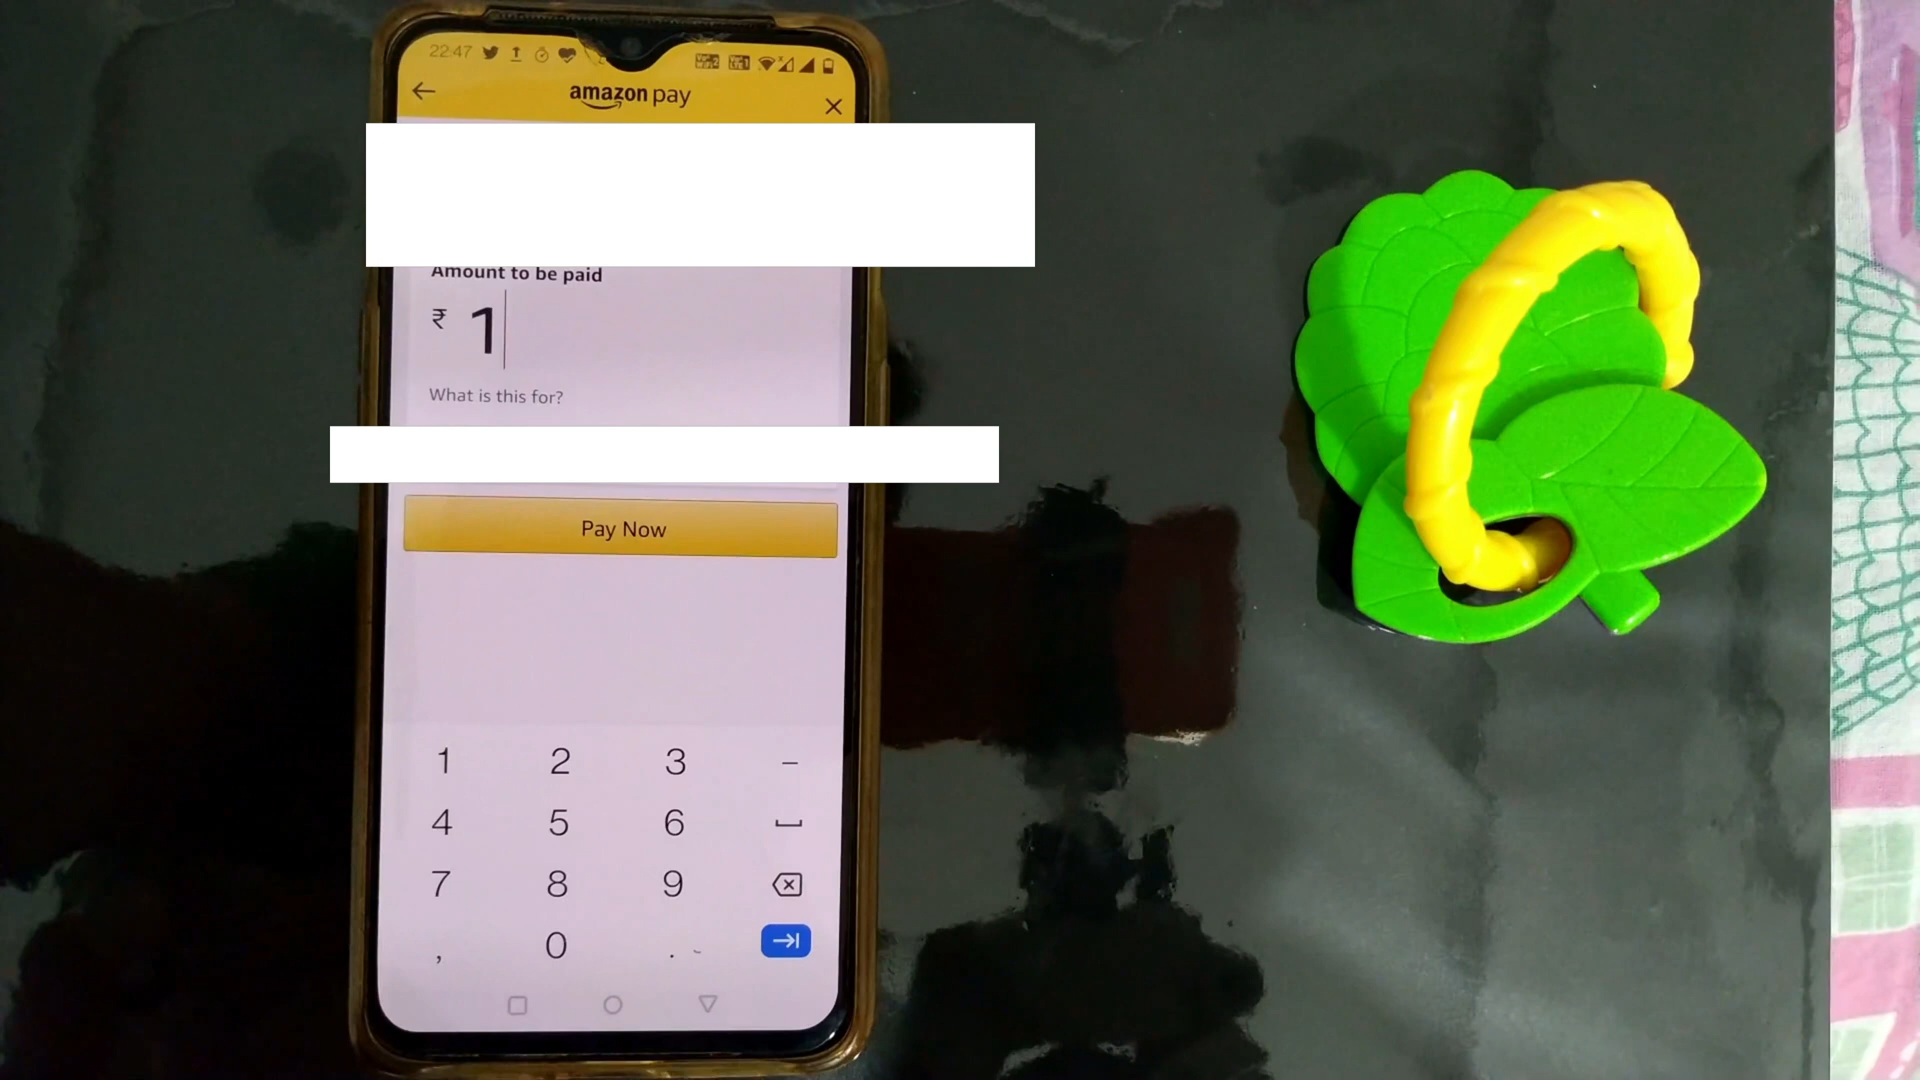 22:47
amazon pay
Amount to be paid
₹ 1
What is this for?
Pay Now
1 2 3 –
4 5 6
7 8 9
, 0 .